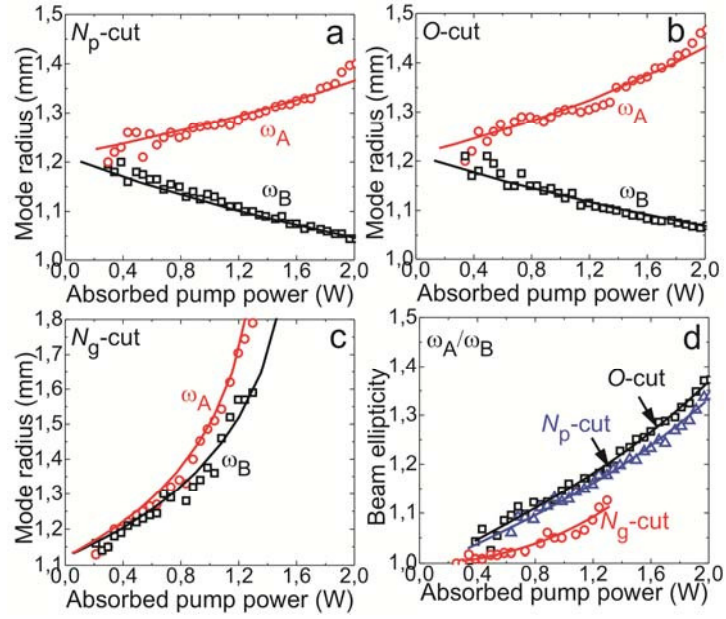 Np-cut
a
1,4
1,3
1,2
1,1
1,0
Mode radius (mm)
ωA
ωB
0,0 0,4 0,8 1,2 1,6 2,0
Absorbed pump power (W)
O-cut
b
1,4
1,3
1,2
1,1
1,0
Mode radius (mm)
ωA
ωB
0,0 0,4 0,8 1,2 1,6 2,0
Absorbed pump power (W)
Ng-cut
c
1,8
1,7
1,6
1,5
1,4
1,3
1,2
1,1
1,0
Mode radius (mm)
ωA
ωB
0,0 0,4 0,8 1,2 1,6 2,0
Absorbed pump power (W)
ωA/ωB
d
1,5
1,4
1,3
1,2
1,1
1,0
Beam ellipticity
O-cut
Np-cut
Ng-cut
0,0 0,4 0,8 1,2 1,6 2,0
Absorbed pump power (W)